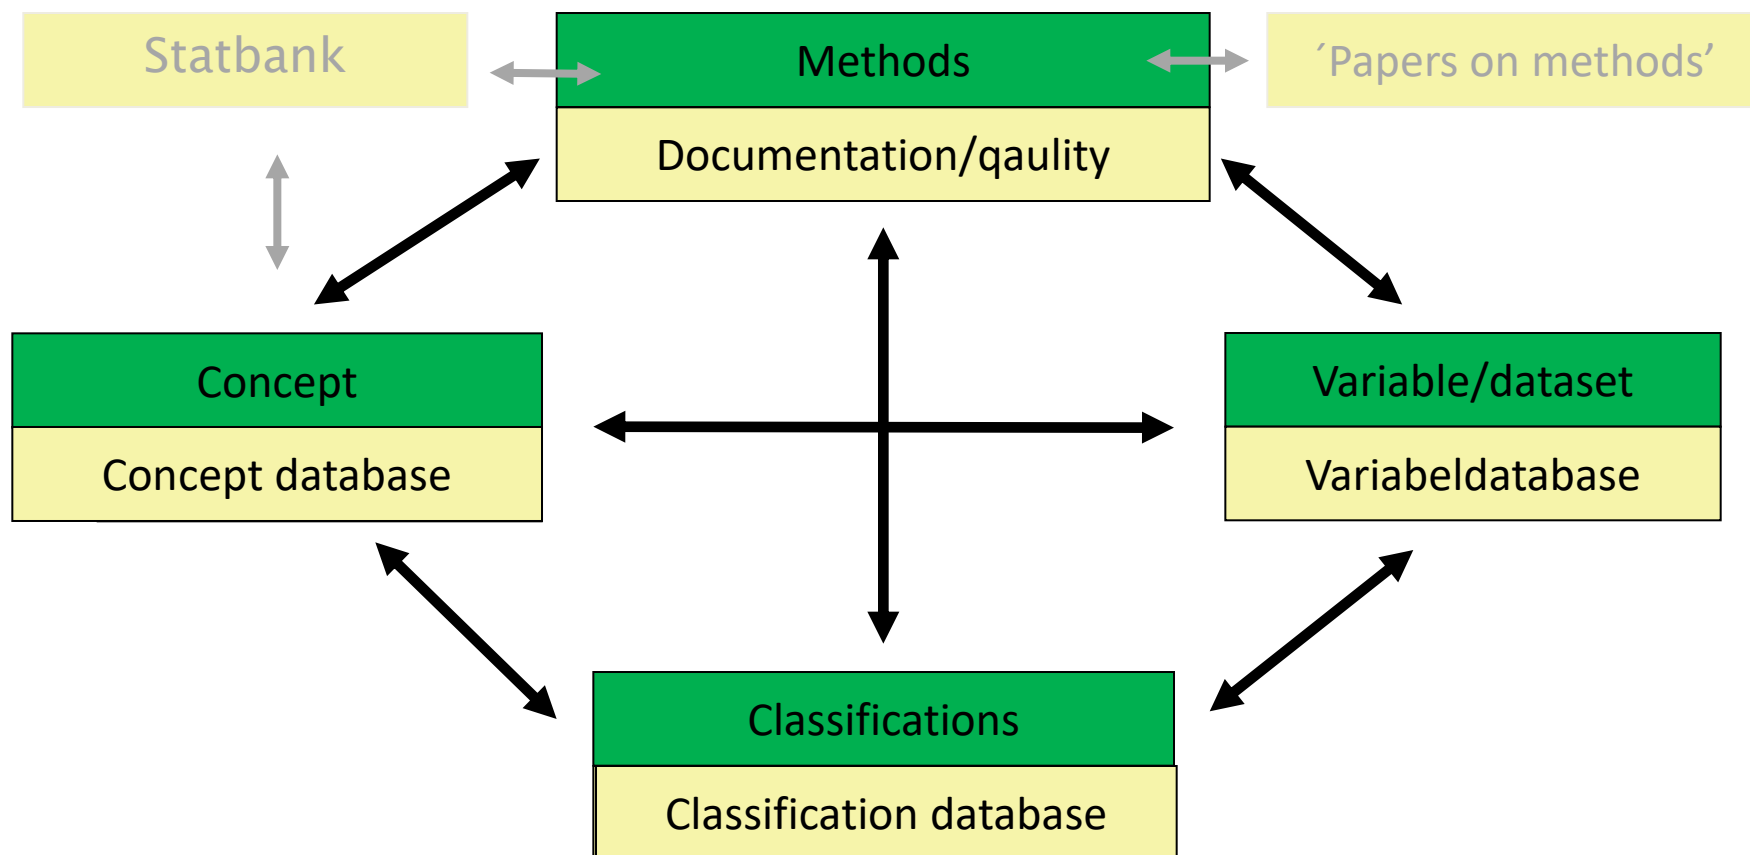 Statbank
Methods
´Papers on methods’
Documentation/qaulity
Concept
Concept database
Variable/dataset
Variabeldatabase
Classifications
Classification database